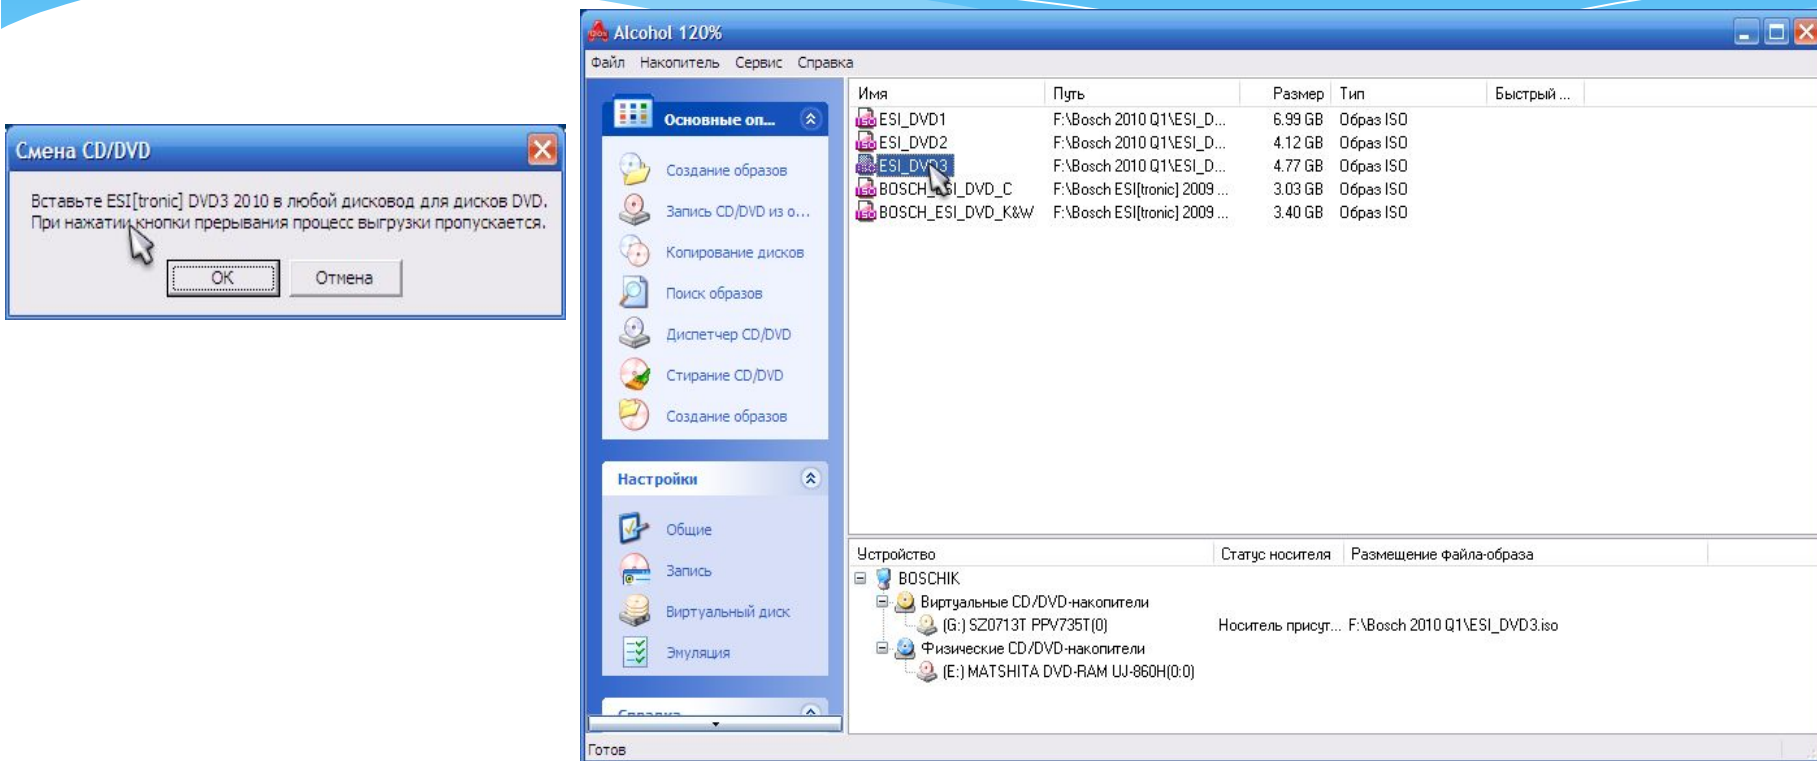 Смена CD/DVD
Вставьте ESI[tronic] DVD3 2010 в любой дисковод для дисков DVD.
При нажатии кнопки прерывания процесс выгрузки пропускается.
OK Отмена
Alcohol 120%
Файл Накопитель Сервис Справка
Основные оп...
Создание образов
Запись CD/DVD из о...
Копирование дисков
Поиск образов
Диспетчер CD/DVD
Стирание CD/DVD
Создание образов
Настройки
Общие
Запись
Виртуальный диск
Эмуляция
Справка
Имя Путь Размер Тип Быстрый ...
ESI_DVD1 F:\Bosch 2010 Q1\ESI_D... 6.99 GB Образ ISO
ESI_DVD2 F:\Bosch 2010 Q1\ESI_D... 4.12 GB Образ ISO
ESI_DVD3 F:\Bosch 2010 Q1\ESI_D... 4.77 GB Образ ISO
BOSCH_ESI_DVD_C F:\Bosch ESI[tronic] 2009 ... 3.03 GB Образ ISO
BOSCH_ESI_DVD_K&W F:\Bosch ESI[tronic] 2009 ... 3.40 GB Образ ISO
Устройство Статус носителя Размещение файла-образа
BOSCHIK
Виртуальные CD/DVD-накопители
(G:) SZ0713T PPV735T(0) Носитель присут... F:\Bosch 2010 Q1\ESI_DVD3.iso
Физические CD/DVD-накопители
(E:) MATSHITA DVD-RAM UJ-860H(0:0)
Готов